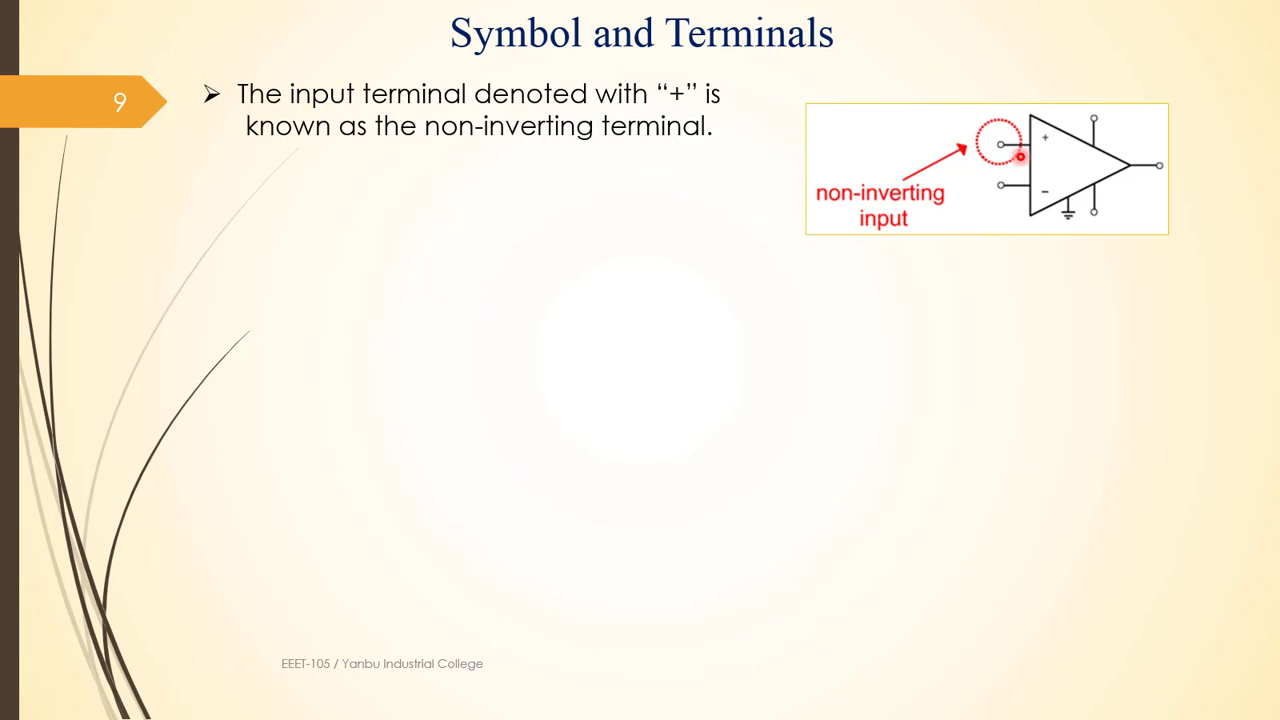 Symbol and Terminals
9
➢ The input terminal denoted with “+” is
known as the non-inverting terminal.
+
non-inverting
input
−
EEET-105 / Yanbu Industrial College